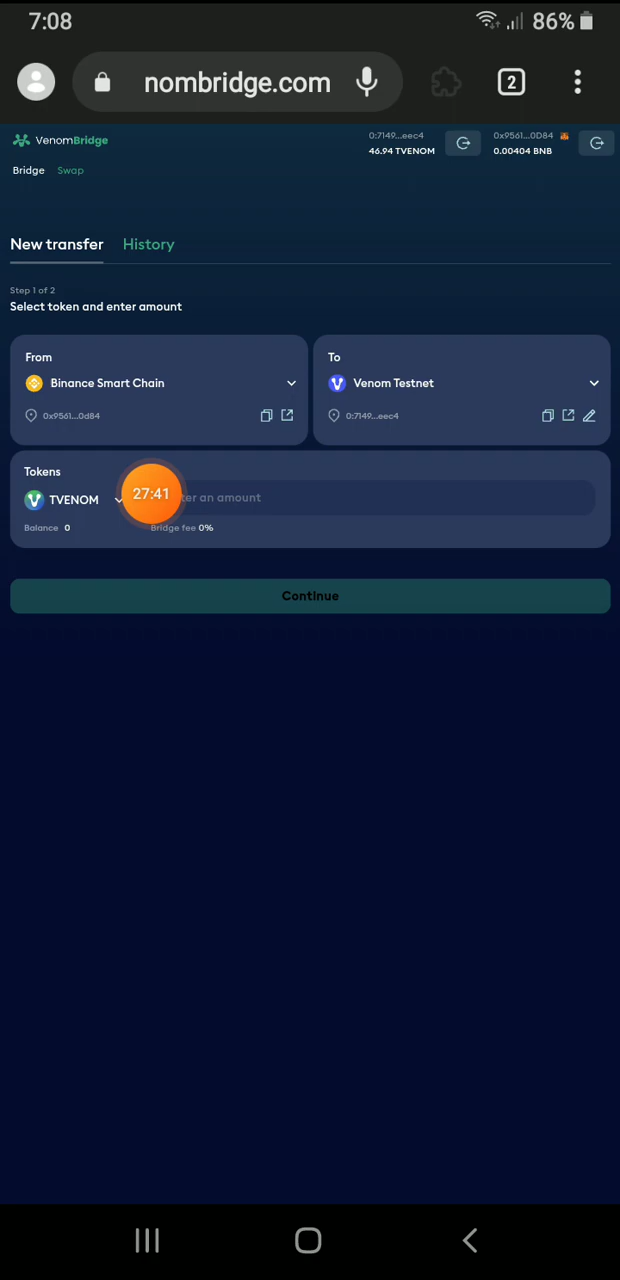 7:08
86%
nombridge.com
2
VenomBridge
0:7149...eec4
46.94 TVENOM
0x9561...0D84
0.00404 BNB
Bridge
Swap
New transfer
History
Step 1 of 2
Select token and enter amount
From
Binance Smart Chain
0x9561...0d84
To
Venom Testnet
0:7149...eec4
Tokens
TVENOM
27:41
ter an amount
Balance 0
Bridge fee 0%
Continue